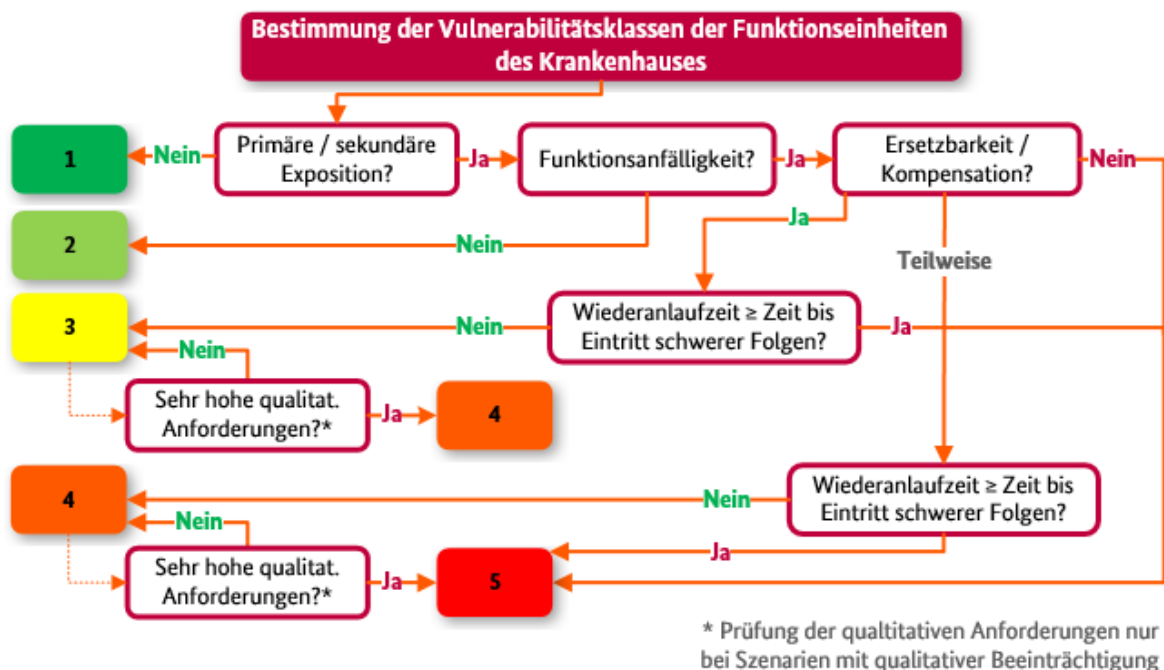 Bestimmung der Vulnerabilitätsklassen der Funktionseinheiten
des Krankenhauses
1
Nein
Primäre / sekundäre
Exposition?
Ja
Funktionsanfälligkeit?
Ja
Ersetzbarkeit /
Kompensation?
Nein
2
Nein
Ja
Teilweise
3
Nein
Wiederanlaufzeit ≥ Zeit bis
Eintritt schwerer Folgen?
Ja
Nein
Sehr hohe qualitat.
Anforderungen?*
Ja
4
4
Nein
Wiederanlaufzeit ≥ Zeit bis
Eintritt schwerer Folgen?
Nein
Ja
Sehr hohe qualitat.
Anforderungen?*
Ja
5
* Prüfung der qualtitativen Anforderungen nur
bei Szenarien mit qualitativer Beeinträchtigung